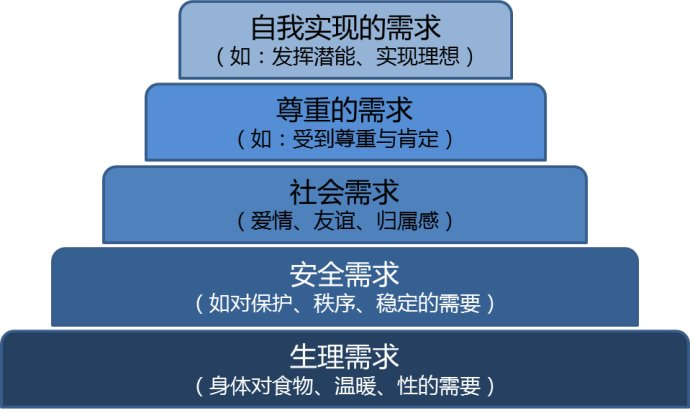 自我实现的需求
（如：发挥潜能、实现理想）
尊重的需求
（如：受到尊重与肯定）
社会需求
（爱情、友谊、归属感）
安全需求
（如对保护、秩序、稳定的需要）
生理需求
（身体对食物、温暖、性的需要）